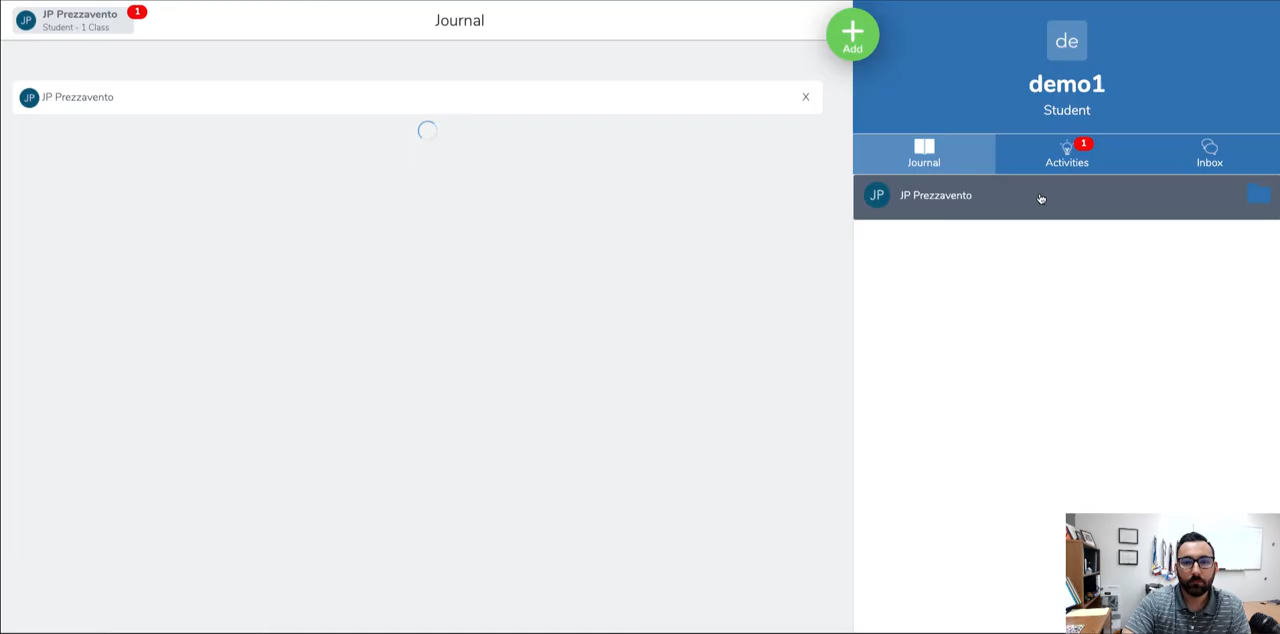 JP
JP Prezzavento
Student - 1 Class
1
Journal
Add
de
demo1
Student
Journal
Activities
1
Inbox
JP
JP Prezzavento
X
JP
JP Prezzavento